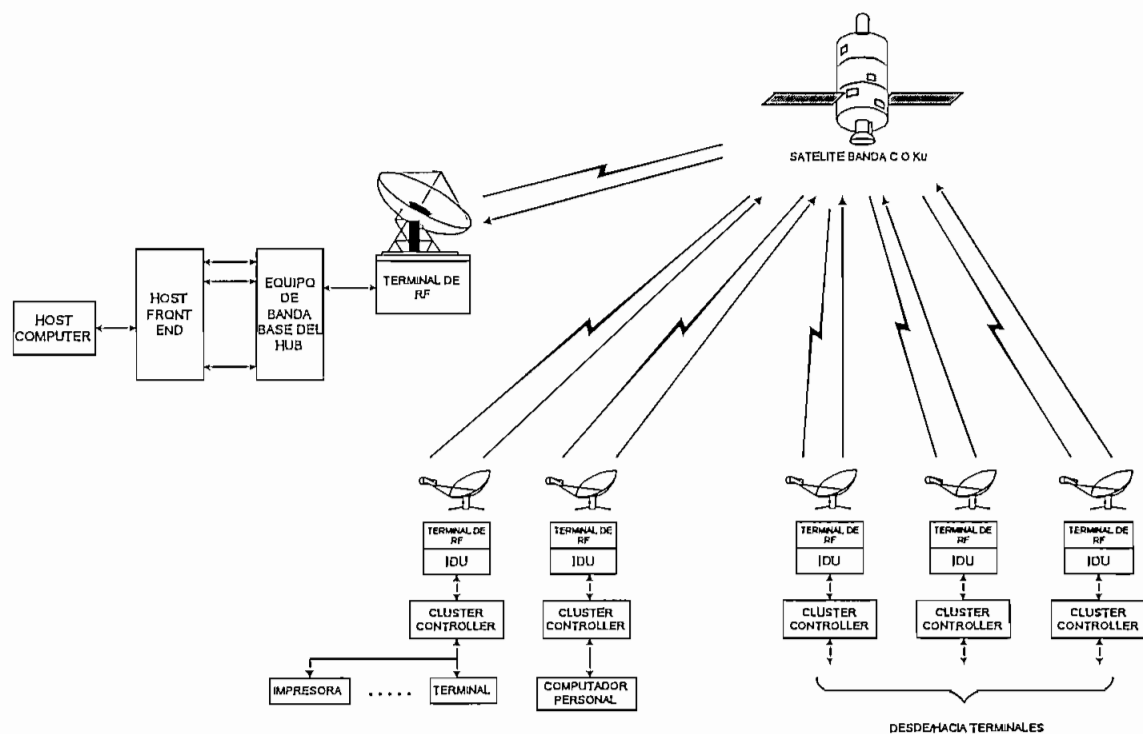 SATELITE BANDA C O Ku
TERMINAL DE
RF
EQUIPO
DE
BANDA
BASE DEL
HUB
HOST
FRONT
END
HOST
COMPUTER
TERMINAL DE
RF
IDU
CLUSTER
CONTROLLER
IMPRESORA
.....
TERMINAL
TERMINAL DE
RF
IDU
CLUSTER
CONTROLLER
COMPUTADOR
PERSONAL
TERMINAL DE
RF
IDU
CLUSTER
CONTROLLER
TERMINAL DE
RF
IDU
CLUSTER
CONTROLLER
TERMINAL DE
RF
IDU
CLUSTER
CONTROLLER
DESDE/HACIA TERMINALES